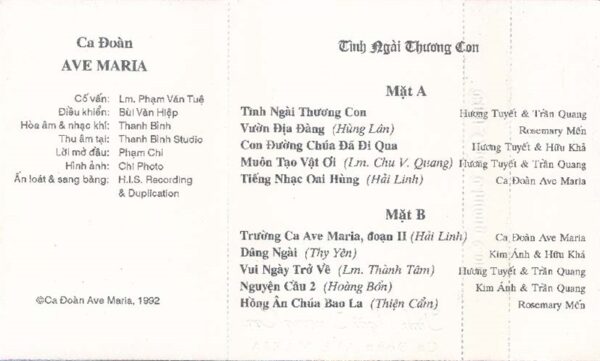 Ca Đoàn
AVE MARIA
Cố vấn: Lm. Phạm Văn Tuệ
Điều khiển: Bùi Văn Hiệp
Hòa âm & nhạc khí: Thanh Bình
Thu âm tại: Thanh Bình Studio
Lời mở đầu: Phạm Chi
Hình ảnh: Chi Photo
Ấn loát & sang băng: H.I.S. Recording
& Duplication
©Ca Đoàn Ave Maria, 1992
Tình Ngài Thương Con
Mặt A
Tình Ngài Thương Con Hương Tuyết & Trần Quang
Vườn Địa Đàng (Hùng Lân) Rosemary Mến
Con Đường Chúa Đã Đi Qua Hương Tuyết & Hữu Khả
Muôn Tạo Vật Ơi (Lm. Chu V. Quang) Hương Tuyết & Trần Quang
Tiếng Nhạc Oai Hùng (Hải Linh) Ca Đoàn Ave Maria
Mặt B
Trường Ca Ave Maria, đoạn II (Hải Linh) Ca Đoàn Ave Maria
Dâng Ngài (Thy Yên) Kim Ánh & Hữu Khả
Vui Ngày Trở Về (Lm. Thành Tâm) Hương Tuyết & Trần Quang
Nguyện Cầu 2 (Hoàng Bổn) Kim Ánh & Trần Quang
Hồng Ân Chúa Bao La (Thiện Cẩm) Rosemary Mến